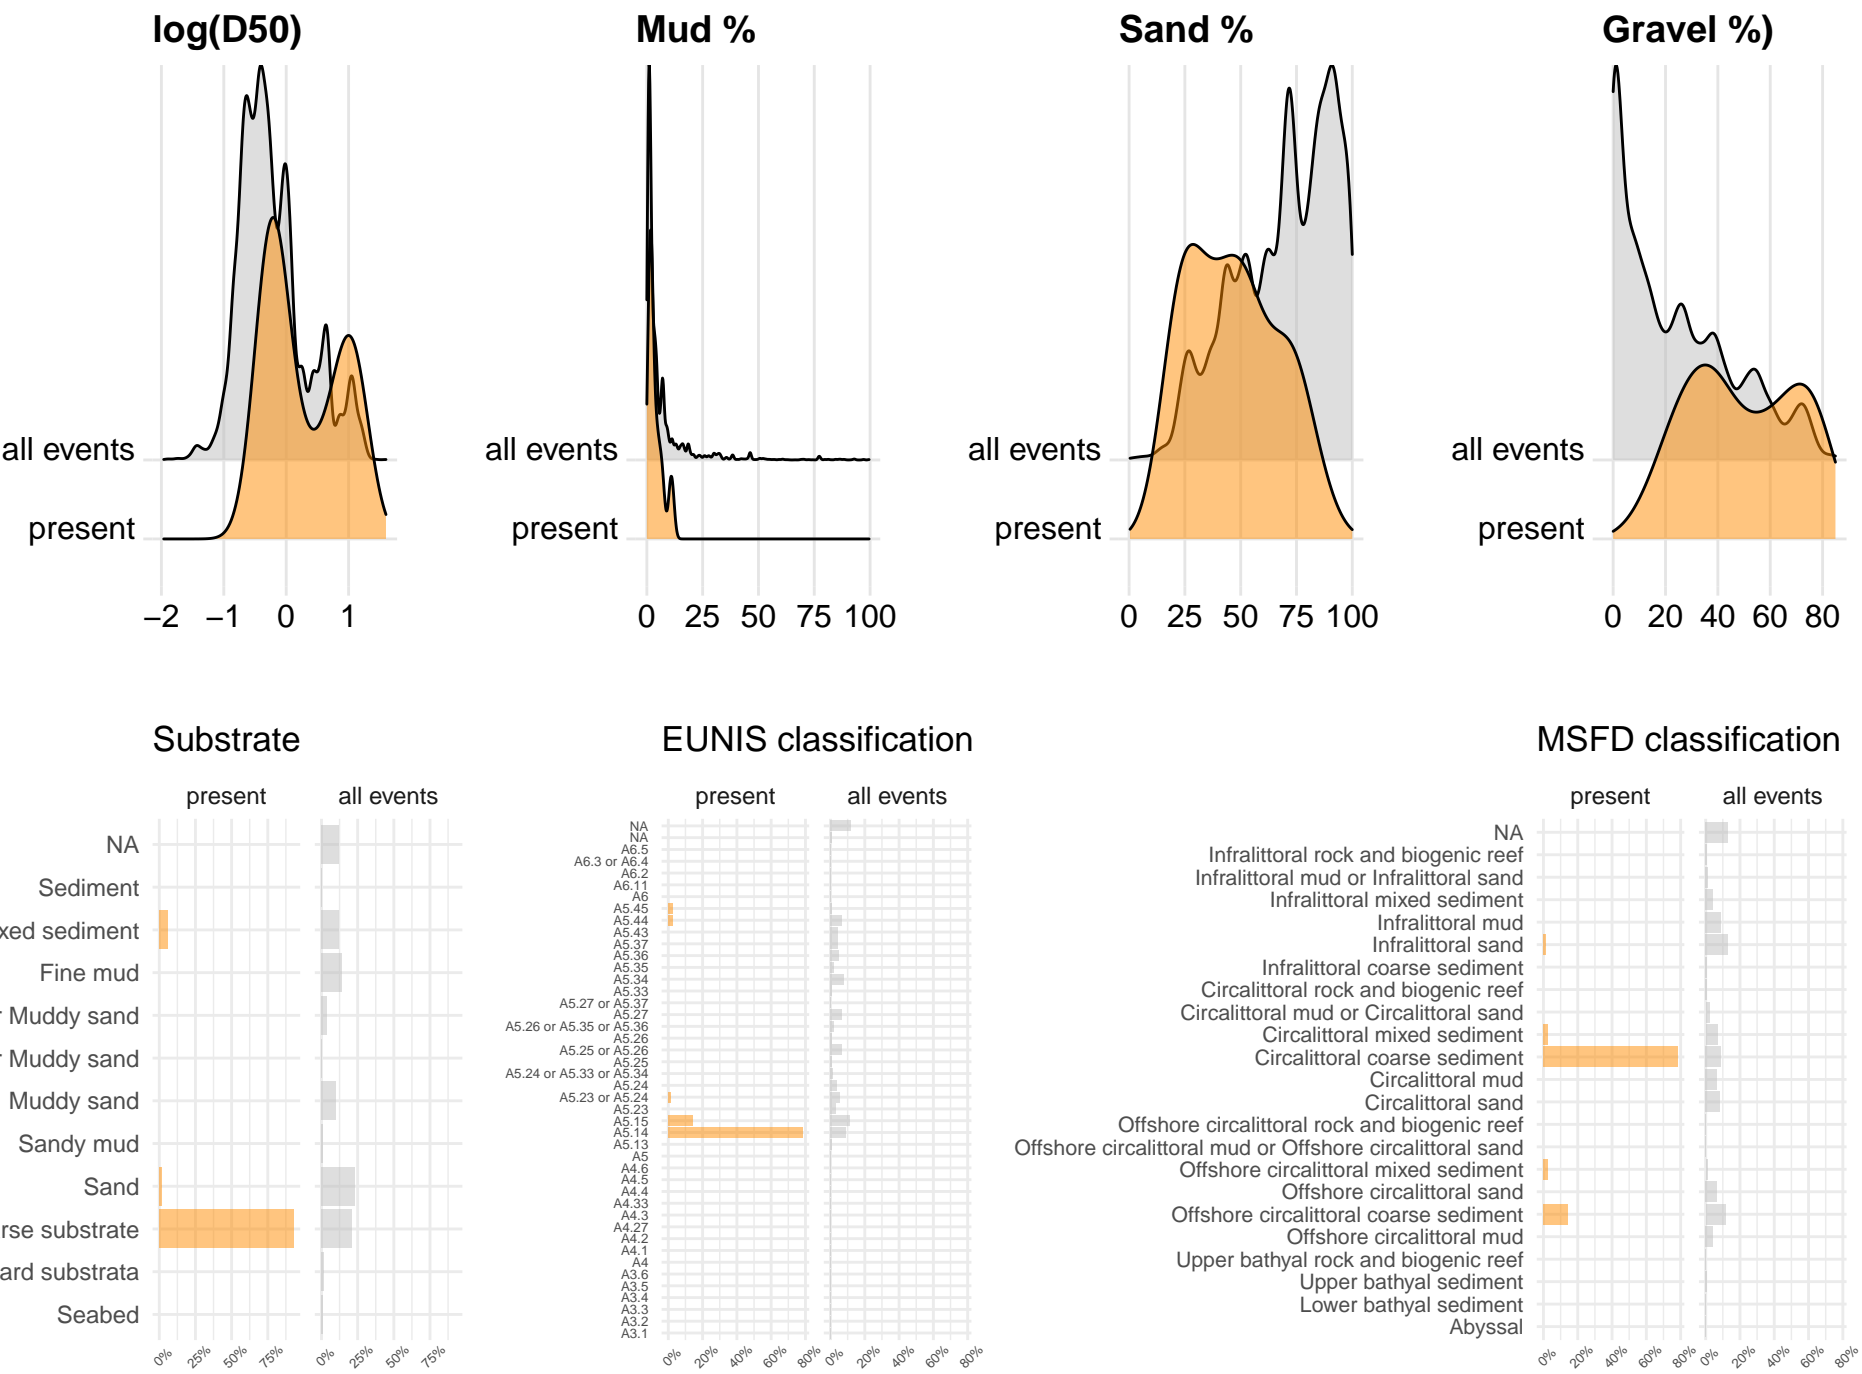 log(D50)
Mud %
Sand %
Gravel %)
all events
present
−2 −1 0 1
all events
present
0 25 50 75 100
all events
present
0 25 50 75 100
all events
present
0 20 40 60 80
Substrate
present all events
NA
Sediment
xed sediment
Fine mud
Muddy sand
Muddy sand
Muddy sand
Sandy mud
Sand
rse substrate
ard substrata
Seabed
0% 25% 50% 75% 0% 25% 50% 75%
EUNIS classification
present all events
NA
NA
A6.5
A6.3 or A6.4
A6.2
A6.11
A6
A5.45
A5.44
A5.43
A5.37
A5.36
A5.35
A5.34
A5.33
A5.27 or A5.37
A5.27
A5.26 or A5.35 or A5.36
A5.26
A5.25 or A5.26
A5.25
A5.24 or A5.33 or A5.34
A5.24
A5.23 or A5.24
A5.23
A5.15
A5.14
A5.13
A5
A4.6
A4.5
A4.4
A4.33
A4.3
A4.27
A4.2
A4.1
A4
A3.6
A3.5
A3.4
A3.3
A3.2
A3.1
0% 20% 40% 60% 80% 0% 20% 40% 60% 80%
MSFD classification
present all events
NA
Infralittoral rock and biogenic reef
Infralittoral mud or Infralittoral sand
Infralittoral mixed sediment
Infralittoral mud
Infralittoral sand
Infralittoral coarse sediment
Circalittoral rock and biogenic reef
Circalittoral mud or Circalittoral sand
Circalittoral mixed sediment
Circalittoral coarse sediment
Circalittoral mud
Circalittoral sand
Offshore circalittoral rock and biogenic reef
Offshore circalittoral mud or Offshore circalittoral sand
Offshore circalittoral mixed sediment
Offshore circalittoral sand
Offshore circalittoral coarse sediment
Offshore circalittoral mud
Upper bathyal rock and biogenic reef
Upper bathyal sediment
Lower bathyal sediment
Abyssal
0% 20% 40% 60% 80% 0% 20% 40% 60% 80%